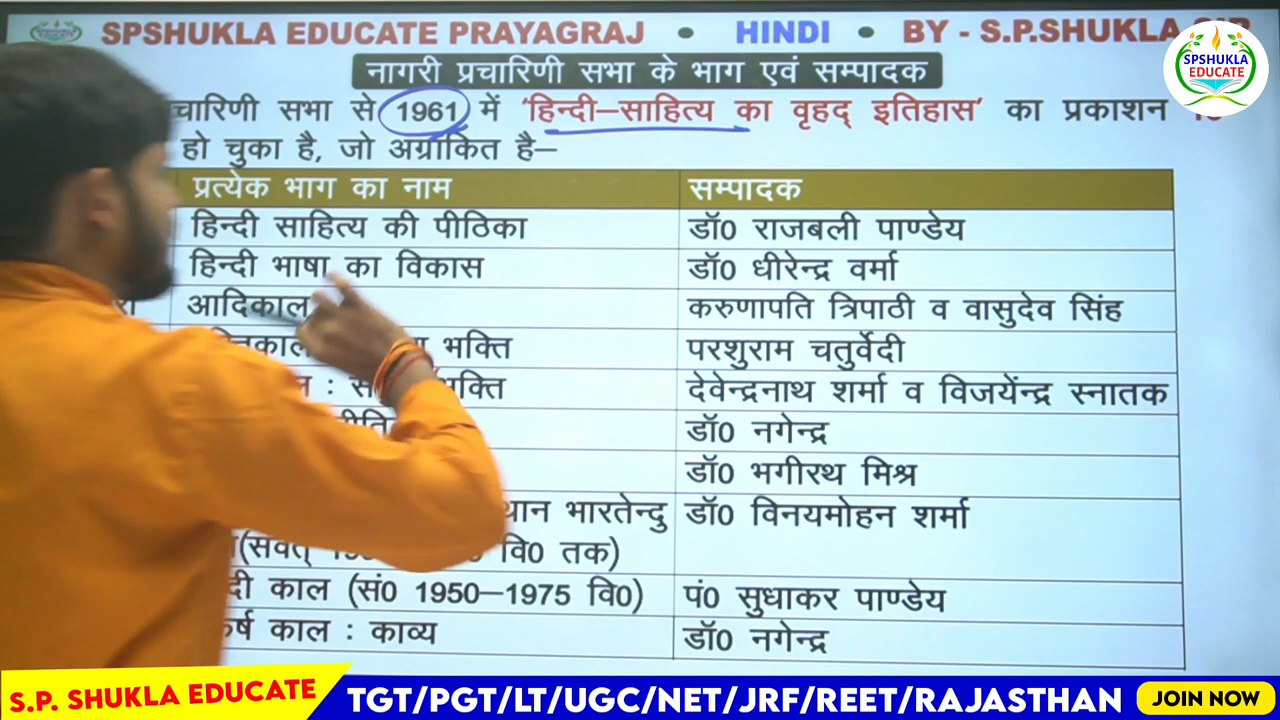 SPSHUKLA EDUCATE PRAYAGRAJ • HINDI • BY - S.P.SHUKLA
SPSHUKLA
EDUCATE
नागरी प्रचारिणी सभा के भाग एवं सम्पादक
चारिणी सभा से 1961 में 'हिन्दी–साहित्य का वृहद् इतिहास' का प्रकाशन
हो चुका है, जो अग्रांकित है–
प्रत्येक भाग का नाम सम्पादक
हिन्दी साहित्य की पीठिका डॉ0 राजबली पाण्डेय
हिन्दी भाषा का विकास डॉ0 धीरेन्द्र वर्मा
आदिकाल करुणापति त्रिपाठी व वासुदेव सिंह
भक्ति परशुराम चतुर्वेदी
देवेन्द्रनाथ शर्मा व विजयेंन्द्र स्नातक
डॉ0 नगेन्द्र
डॉ0 भगीरथ मिश्र
थान भारतेन्दु डॉ0 विनयमोहन शर्मा
वि0 तक)
दी काल (सं0 1950–1975 वि0) पं0 सुधाकर पाण्डेय
र्ष काल : काव्य डॉ0 नगेन्द्र
S.P. SHUKLA EDUCATE
TGT/PGT/LT/UGC/NET/JRF/REET/RAJASTHAN
JOIN NOW